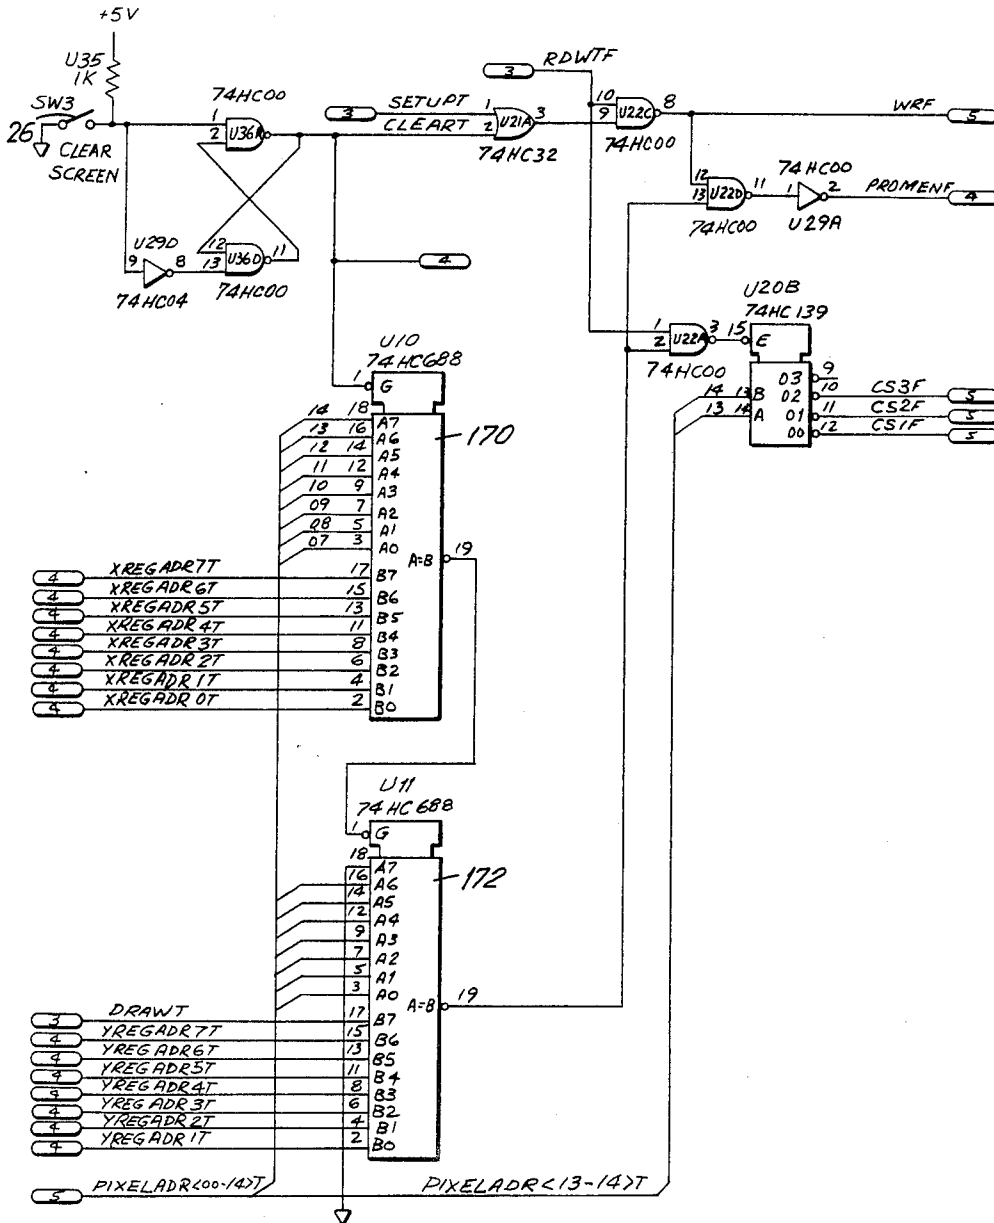 +5V
U35
1K
SW3
26
CLEAR
SCREEN
74HC00
1
2
U36A
U29D
9
8
74HC04
12
13
U36D
11
74HC00
3
SETUPT
CLEART
1
2
U21A
3
74HC32
3
RDWTF
10
9
U22C
8
74HC00
WRF
5
12
13
U22D
11
74HC00
74HC00
1
2
U29A
PROMENF
4
4
U20B
74HC139
1
2
U22A
3
74HC00
15
E
14
13
B
13
14
A
D3
9
D2
10
CS3F
5
D1
11
CS2F
5
D0
12
CS1F
5
U10
74HC688
1
G
170
14
18
A7
13
16
A6
12
14
A5
11
12
A4
10
9
A3
09
7
A2
08
5
A1
07
3
A0
A=B
19
4
XREGADR7T
17
B7
4
XREGADR6T
15
B6
4
XREGADR5T
13
B5
4
XREGADR4T
11
B4
4
XREGADR3T
8
B3
4
XREGADR2T
6
B2
4
XREGADR1T
4
B1
4
XREGADR0T
2
B0
U11
74HC688
1
G
172
18
A7
16
A6
14
A5
12
A4
9
A3
7
A2
5
A1
3
A0
A=B
19
3
DRAWT
17
B7
4
YREGADR7T
15
B6
4
YREGADR6T
13
B5
4
YREGADR5T
11
B4
4
YREGADR4T
8
B3
4
YREGADR3T
6
B2
4
YREGADR2T
4
B1
4
YREGADR1T
2
B0
5
PIXELADR<00-14>T
PIXELADR<13-14>T